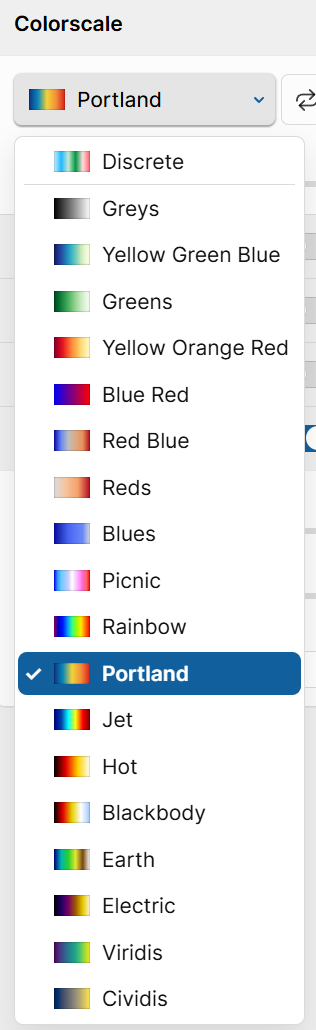 Colorscale
Portland
Discrete
Greys
Yellow Green Blue
Greens
Yellow Orange Red
Blue Red
Red Blue
Reds
Blues
Picnic
Rainbow
Portland
Jet
Hot
Blackbody
Earth
Electric
Viridis
Cividis